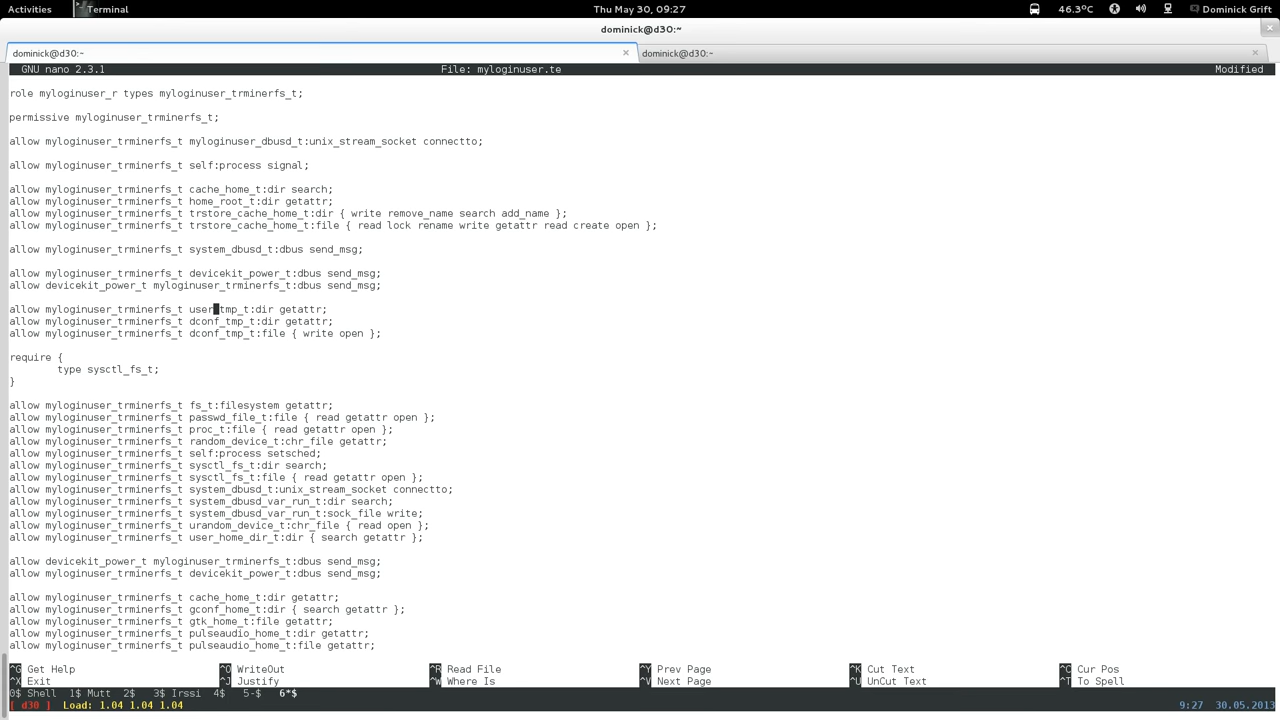 Activities Terminal Thu May 30, 09:27 46.3ºC Dominick Grift
dominick@d30:~
dominick@d30:~ × dominick@d30:~ ×
GNU nano 2.3.1 File: myloginuser.te Modified
role myloginuser_r types myloginuser_trminerfs_t;
permissive myloginuser_trminerfs_t;
allow myloginuser_trminerfs_t myloginuser_dbusd_t:unix_stream_socket connectto;
allow myloginuser_trminerfs_t self:process signal;
allow myloginuser_trminerfs_t cache_home_t:dir search;
allow myloginuser_trminerfs_t home_root_t:dir getattr;
allow myloginuser_trminerfs_t trstore_cache_home_t:dir { write remove_name search add_name };
allow myloginuser_trminerfs_t trstore_cache_home_t:file { read lock rename write getattr read create open };
allow myloginuser_trminerfs_t system_dbusd_t:dbus send_msg;
allow myloginuser_trminerfs_t devicekit_power_t:dbus send_msg;
allow devicekit_power_t myloginuser_trminerfs_t:dbus send_msg;
allow myloginuser_trminerfs_t user_tmp_t:dir getattr;
allow myloginuser_trminerfs_t dconf_tmp_t:dir getattr;
allow myloginuser_trminerfs_t dconf_tmp_t:file { write open };
require {
type sysctl_fs_t;
}
allow myloginuser_trminerfs_t fs_t:filesystem getattr;
allow myloginuser_trminerfs_t passwd_file_t:file { read getattr open };
allow myloginuser_trminerfs_t proc_t:file { read getattr open };
allow myloginuser_trminerfs_t random_device_t:chr_file getattr;
allow myloginuser_trminerfs_t self:process setsched;
allow myloginuser_trminerfs_t sysctl_fs_t:dir search;
allow myloginuser_trminerfs_t sysctl_fs_t:file { read getattr open };
allow myloginuser_trminerfs_t system_dbusd_t:unix_stream_socket connectto;
allow myloginuser_trminerfs_t system_dbusd_var_run_t:dir search;
allow myloginuser_trminerfs_t system_dbusd_var_run_t:sock_file write;
allow myloginuser_trminerfs_t urandom_device_t:chr_file { read open };
allow myloginuser_trminerfs_t user_home_dir_t:dir { search getattr };
allow devicekit_power_t myloginuser_trminerfs_t:dbus send_msg;
allow myloginuser_trminerfs_t devicekit_power_t:dbus send_msg;
allow myloginuser_trminerfs_t cache_home_t:dir getattr;
allow myloginuser_trminerfs_t gconf_home_t:dir { search getattr };
allow myloginuser_trminerfs_t gtk_home_t:file getattr;
allow myloginuser_trminerfs_t pulseaudio_home_t:dir getattr;
allow myloginuser_trminerfs_t pulseaudio_home_t:file getattr;
^G Get Help ^O WriteOut ^R Read File ^Y Prev Page ^K Cut Text ^C Cur Pos
^X Exit ^J Justify ^W Where Is ^V Next Page ^U UnCut Text ^T To Spell
0$ Shell 1$ Mutt 2$ 3$ Irssi 4$ 5-$ 6*$
[ d30 ] Load: 1.04 1.04 1.04 9:27 30.05.2013